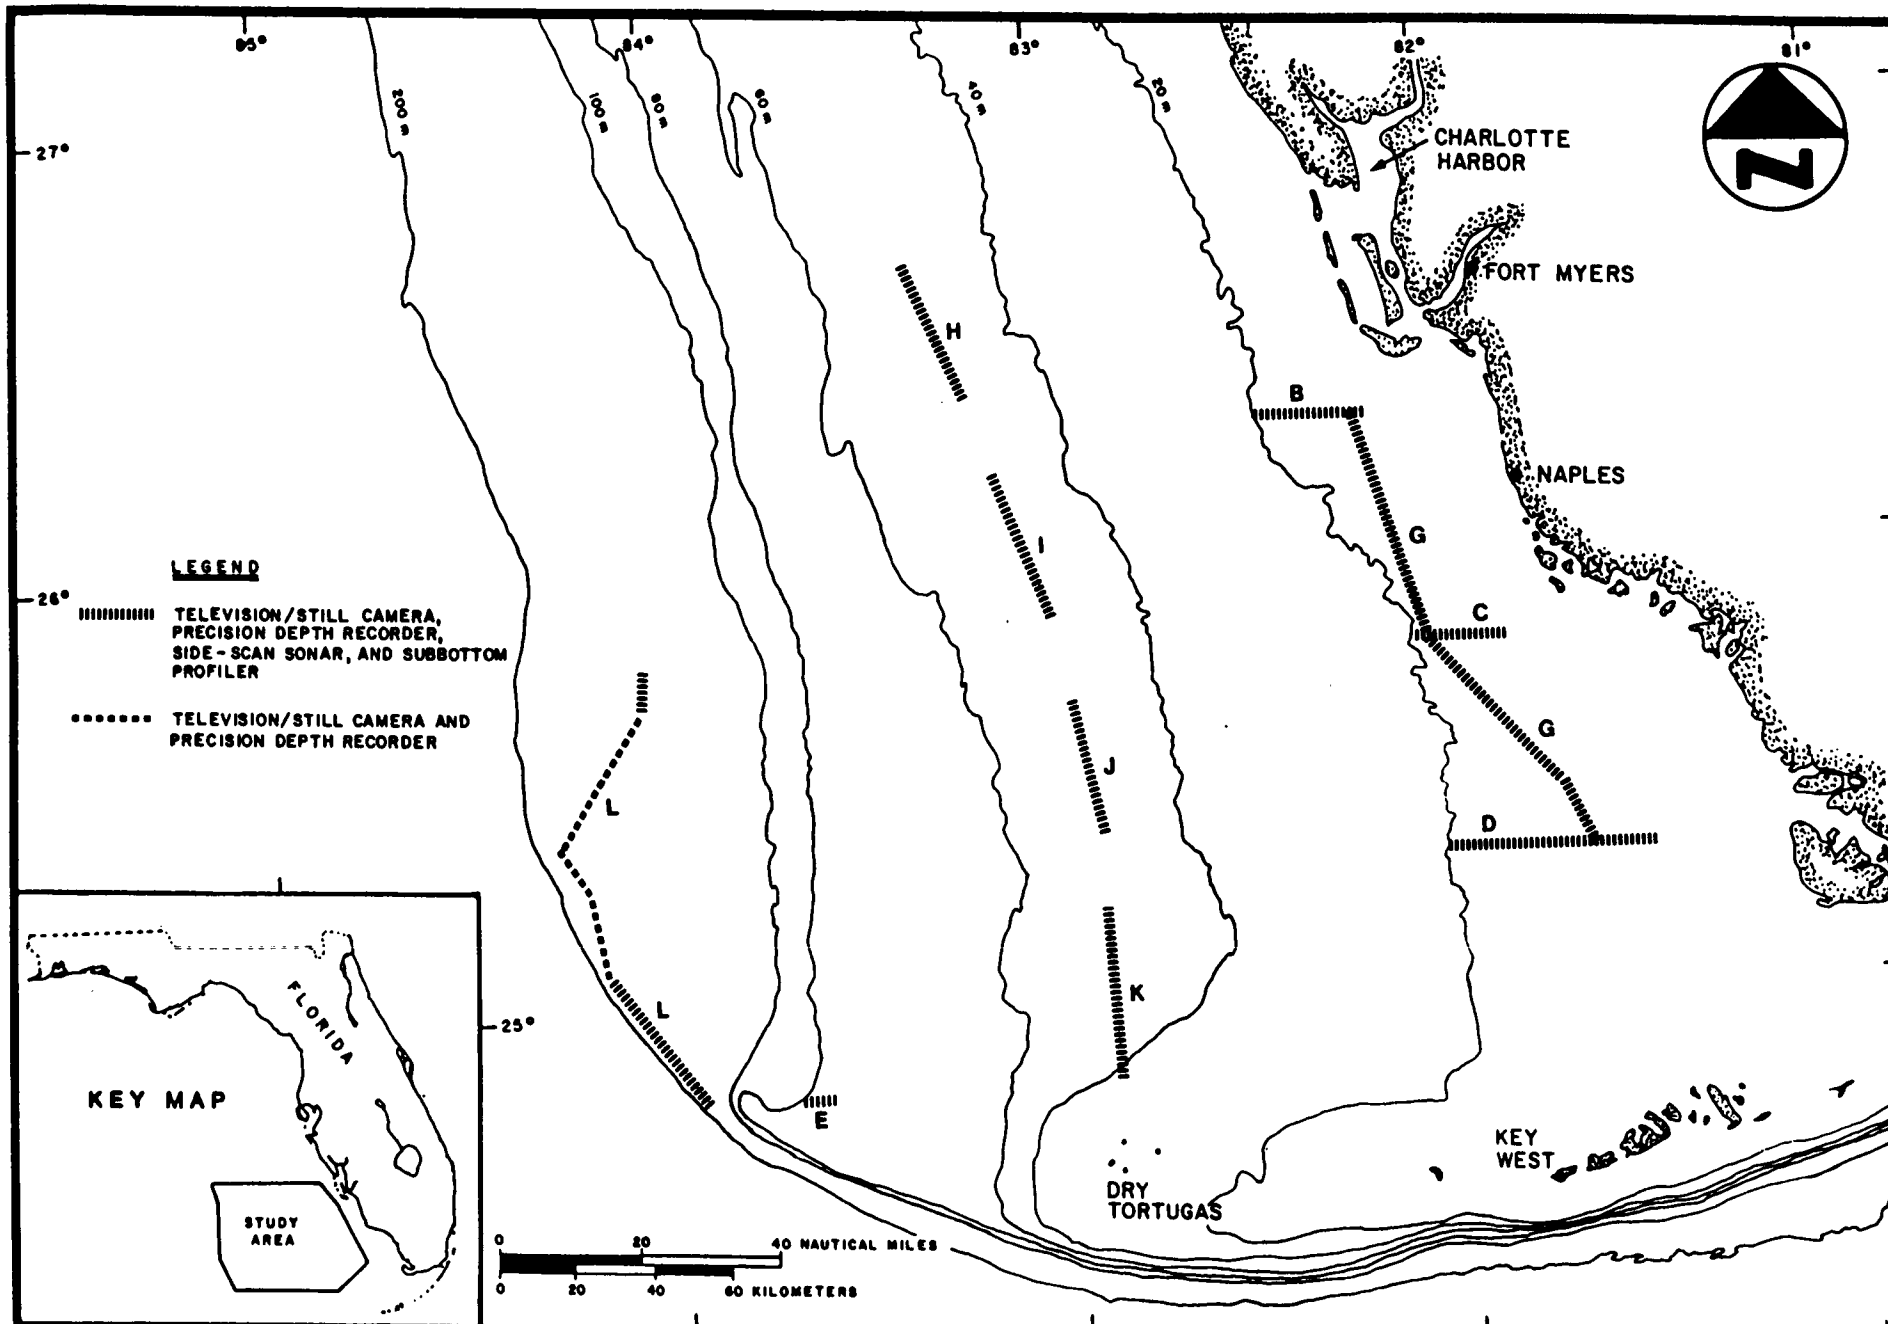 85°
84°
83°
82°
81°
200 m
100 m
80 m
60 m
40 m
20 m
27°
CHARLOTTE
HARBOR
N
FORT MYERS
H
B
NAPLES
G
I
26°
C
LEGEND
TELEVISION/STILL CAMERA,
PRECISION DEPTH RECORDER,
SIDE-SCAN SONAR, AND SUBBOTTOM
PROFILER
TELEVISION/STILL CAMERA AND
PRECISION DEPTH RECORDER
G
J
L
D
K
L
25°
E
FLORIDA
KEY MAP
STUDY
AREA
KEY
WEST
DRY
TORTUGAS
0 20 40 NAUTICAL MILES
0 20 40 60 KILOMETERS